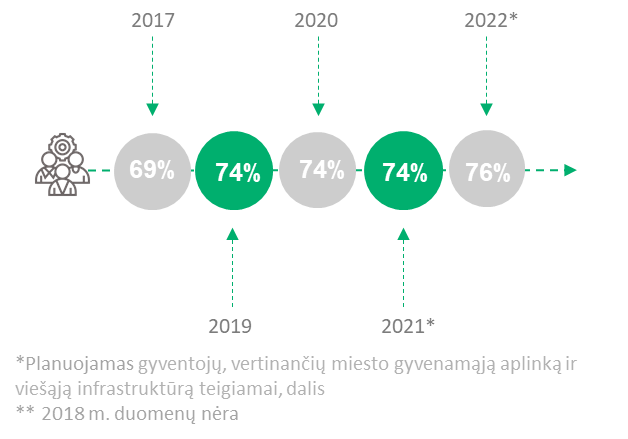 2017 2020 2022*
69% 74% 74% 74% 76%
2019 2021*
*Planuojamas gyventojų, vertinančių miesto gyvenamąją aplinką ir
viešąją infrastruktūrą teigiamai, dalis
** 2018 m. duomenų nėra